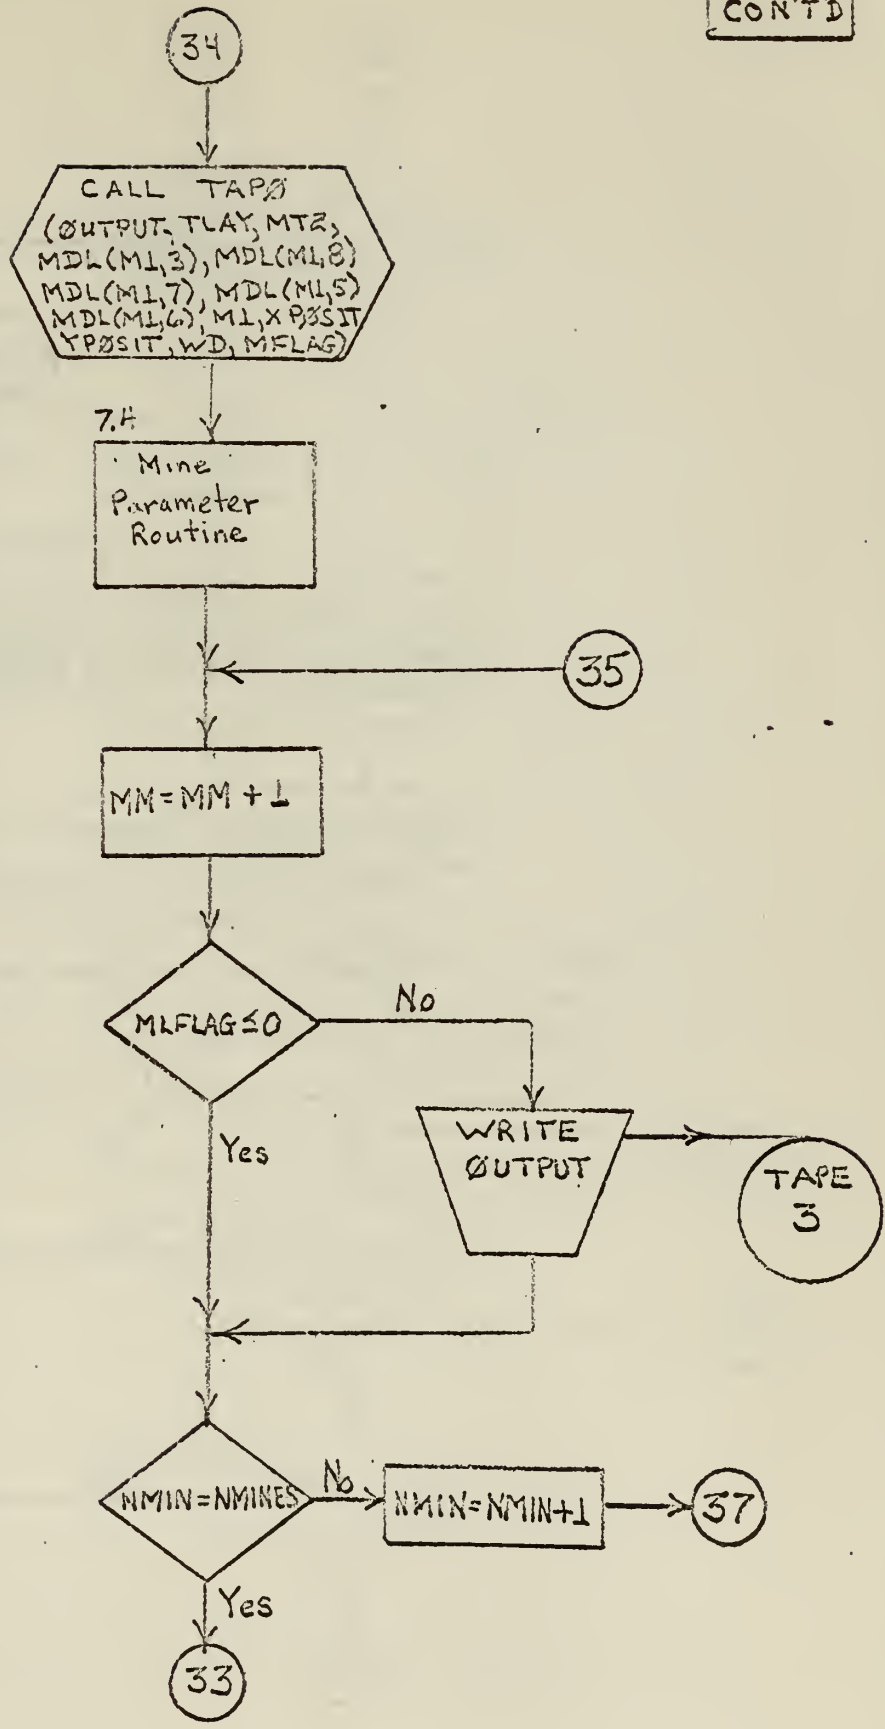 CONT'D
34
CALL TAPØ
(ØUTPUT, TLAY, MTZ,
MDL(M1,3), MDL(M1,8)
MDL(M1,7), MDL(M1,5)
MDL(M1,6), M1, XPØSIT
YPØSIT, WD, MFLAG)
7.4
Mine
Parameter
Routine
35
MM=MM+1
MLFLAG≤0
No
Yes
WRITE
ØUTPUT
TAPE
3
NMIN=NMINES
No
NMIN=NMIN+1
37
Yes
33